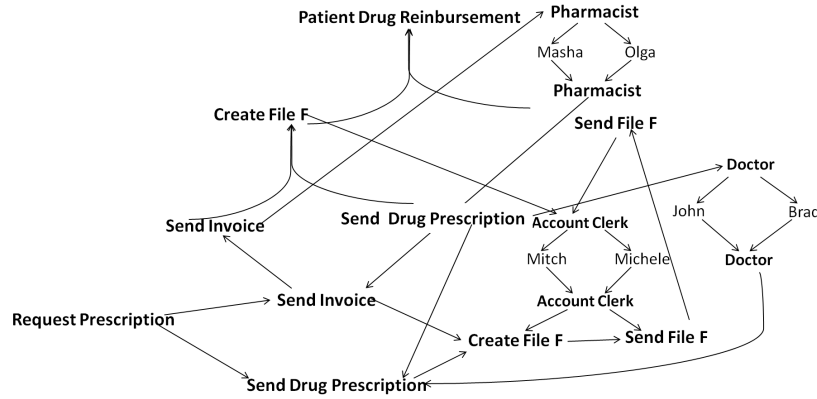 Patient Drug Reinbursement
Pharmacist
Masha
Olga
Pharmacist
Create File F
Send File F
Doctor
John
Brad
Send Invoice
Send Drug Prescription
Account Clerk
Mitch
Michele
Doctor
Send Invoice
Account Clerk
Request Prescription
Create File F
Send File F
Send Drug Prescription